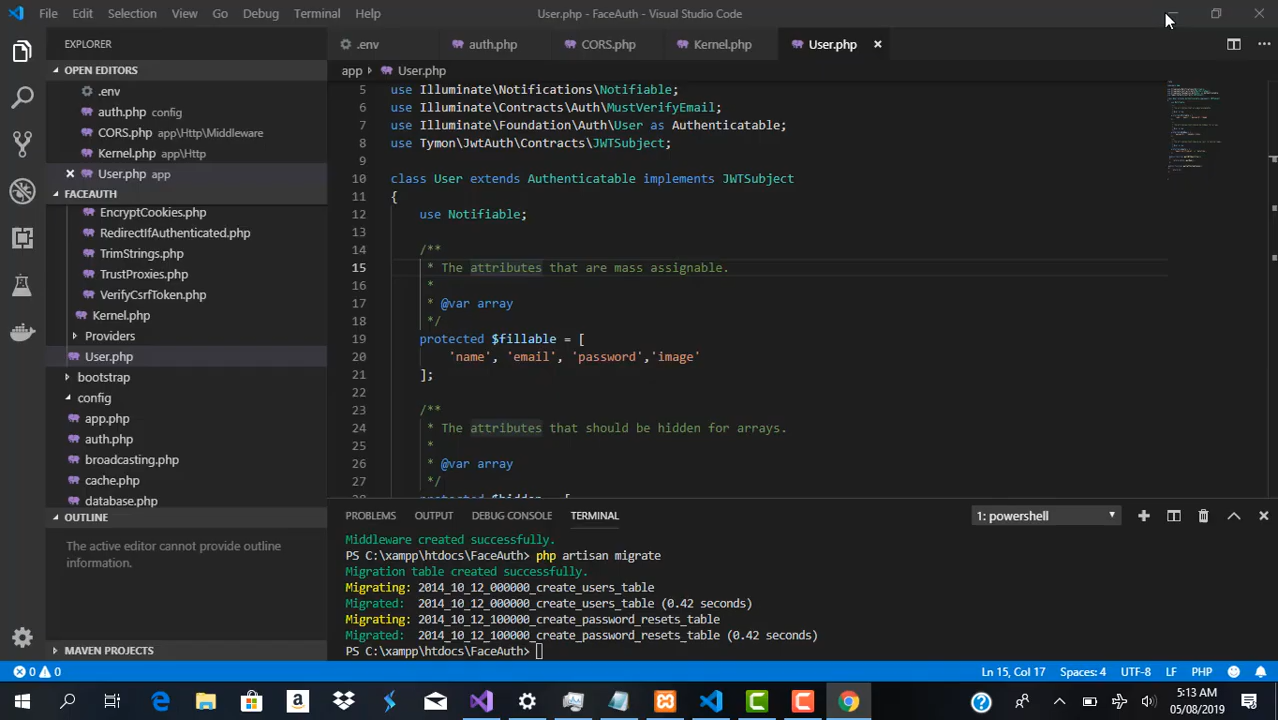 File Edit Selection View Go Debug Terminal Help User.php - FaceAuth - Visual Studio Code
EXPLORER
OPEN EDITORS
.env
auth.php config
CORS.php app\Http\Middleware
Kernel.php app\Http
User.php app
FACEAUTH
EncryptCookies.php
RedirectIfAuthenticated.php
TrimStrings.php
TrustProxies.php
VerifyCsrfToken.php
Kernel.php
Providers
User.php
bootstrap
config
app.php
auth.php
broadcasting.php
cache.php
database.php
OUTLINE
The active editor cannot provide outline
information.
MAVEN PROJECTS
.env auth.php CORS.php Kernel.php User.php
app User.php
5 use Illuminate\Notifications\Notifiable;
6 use Illuminate\Contracts\Auth\MustVerifyEmail;
7 use Illuminate\Foundation\Auth\User as Authenticatable;
8 use Tymon\JwtAuth\Contracts\JWTSubject;
9
10 class User extends Authenticatable implements JWTSubject
11 {
12 use Notifiable;
13
14 /**
15 * The attributes that are mass assignable.
16 *
17 * @var array
18 */
19 protected $fillable = [
20 'name', 'email', 'password','image'
21 ];
22
23 /**
24 * The attributes that should be hidden for arrays.
25 *
26 * @var array
27 */
28 protected $hidden = [
PROBLEMS OUTPUT DEBUG CONSOLE TERMINAL 1: powershell
Middleware created successfully.
PS C:\xampp\htdocs\FaceAuth> php artisan migrate
Migration table created successfully.
Migrating: 2014_10_12_000000_create_users_table
Migrated: 2014_10_12_000000_create_users_table (0.42 seconds)
Migrating: 2014_10_12_100000_create_password_resets_table
Migrated: 2014_10_12_100000_create_password_resets_table (0.42 seconds)
PS C:\xampp\htdocs\FaceAuth>
0 0 Ln 15, Col 17 Spaces: 4 UTF-8 LF PHP
5:13 AM
05/08/2019